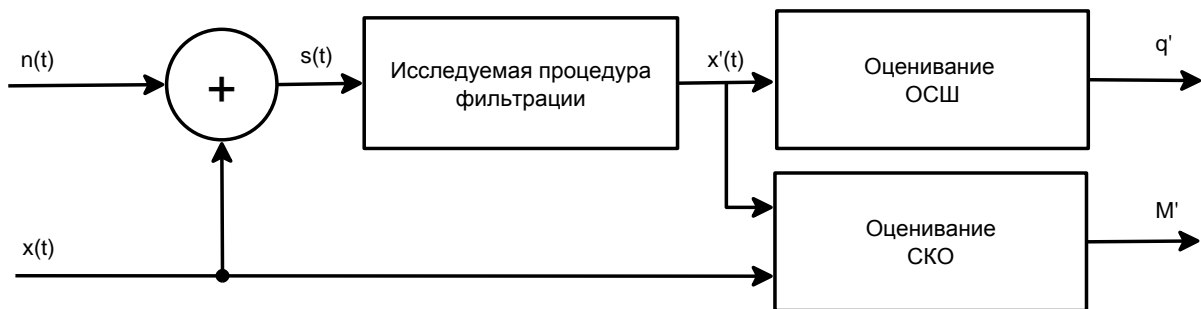 n(t)
+
s(t)
Исследуемая процедура
фильтрации
x'(t)
Оценивание
ОСШ
q'
x(t)
Оценивание
СКО
M'